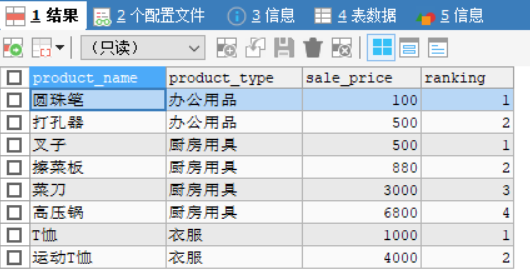 1 结果 2 个配置文件 3 信息 4 表数据 5 信息
（只读）
product_name product_type sale_price ranking
圆珠笔 办公用品 100 1
打孔器 办公用品 500 2
叉子 厨房用具 500 1
擦菜板 厨房用具 880 2
菜刀 厨房用具 3000 3
高压锅 厨房用具 6800 4
T恤 衣服 1000 1
运动T恤 衣服 4000 2